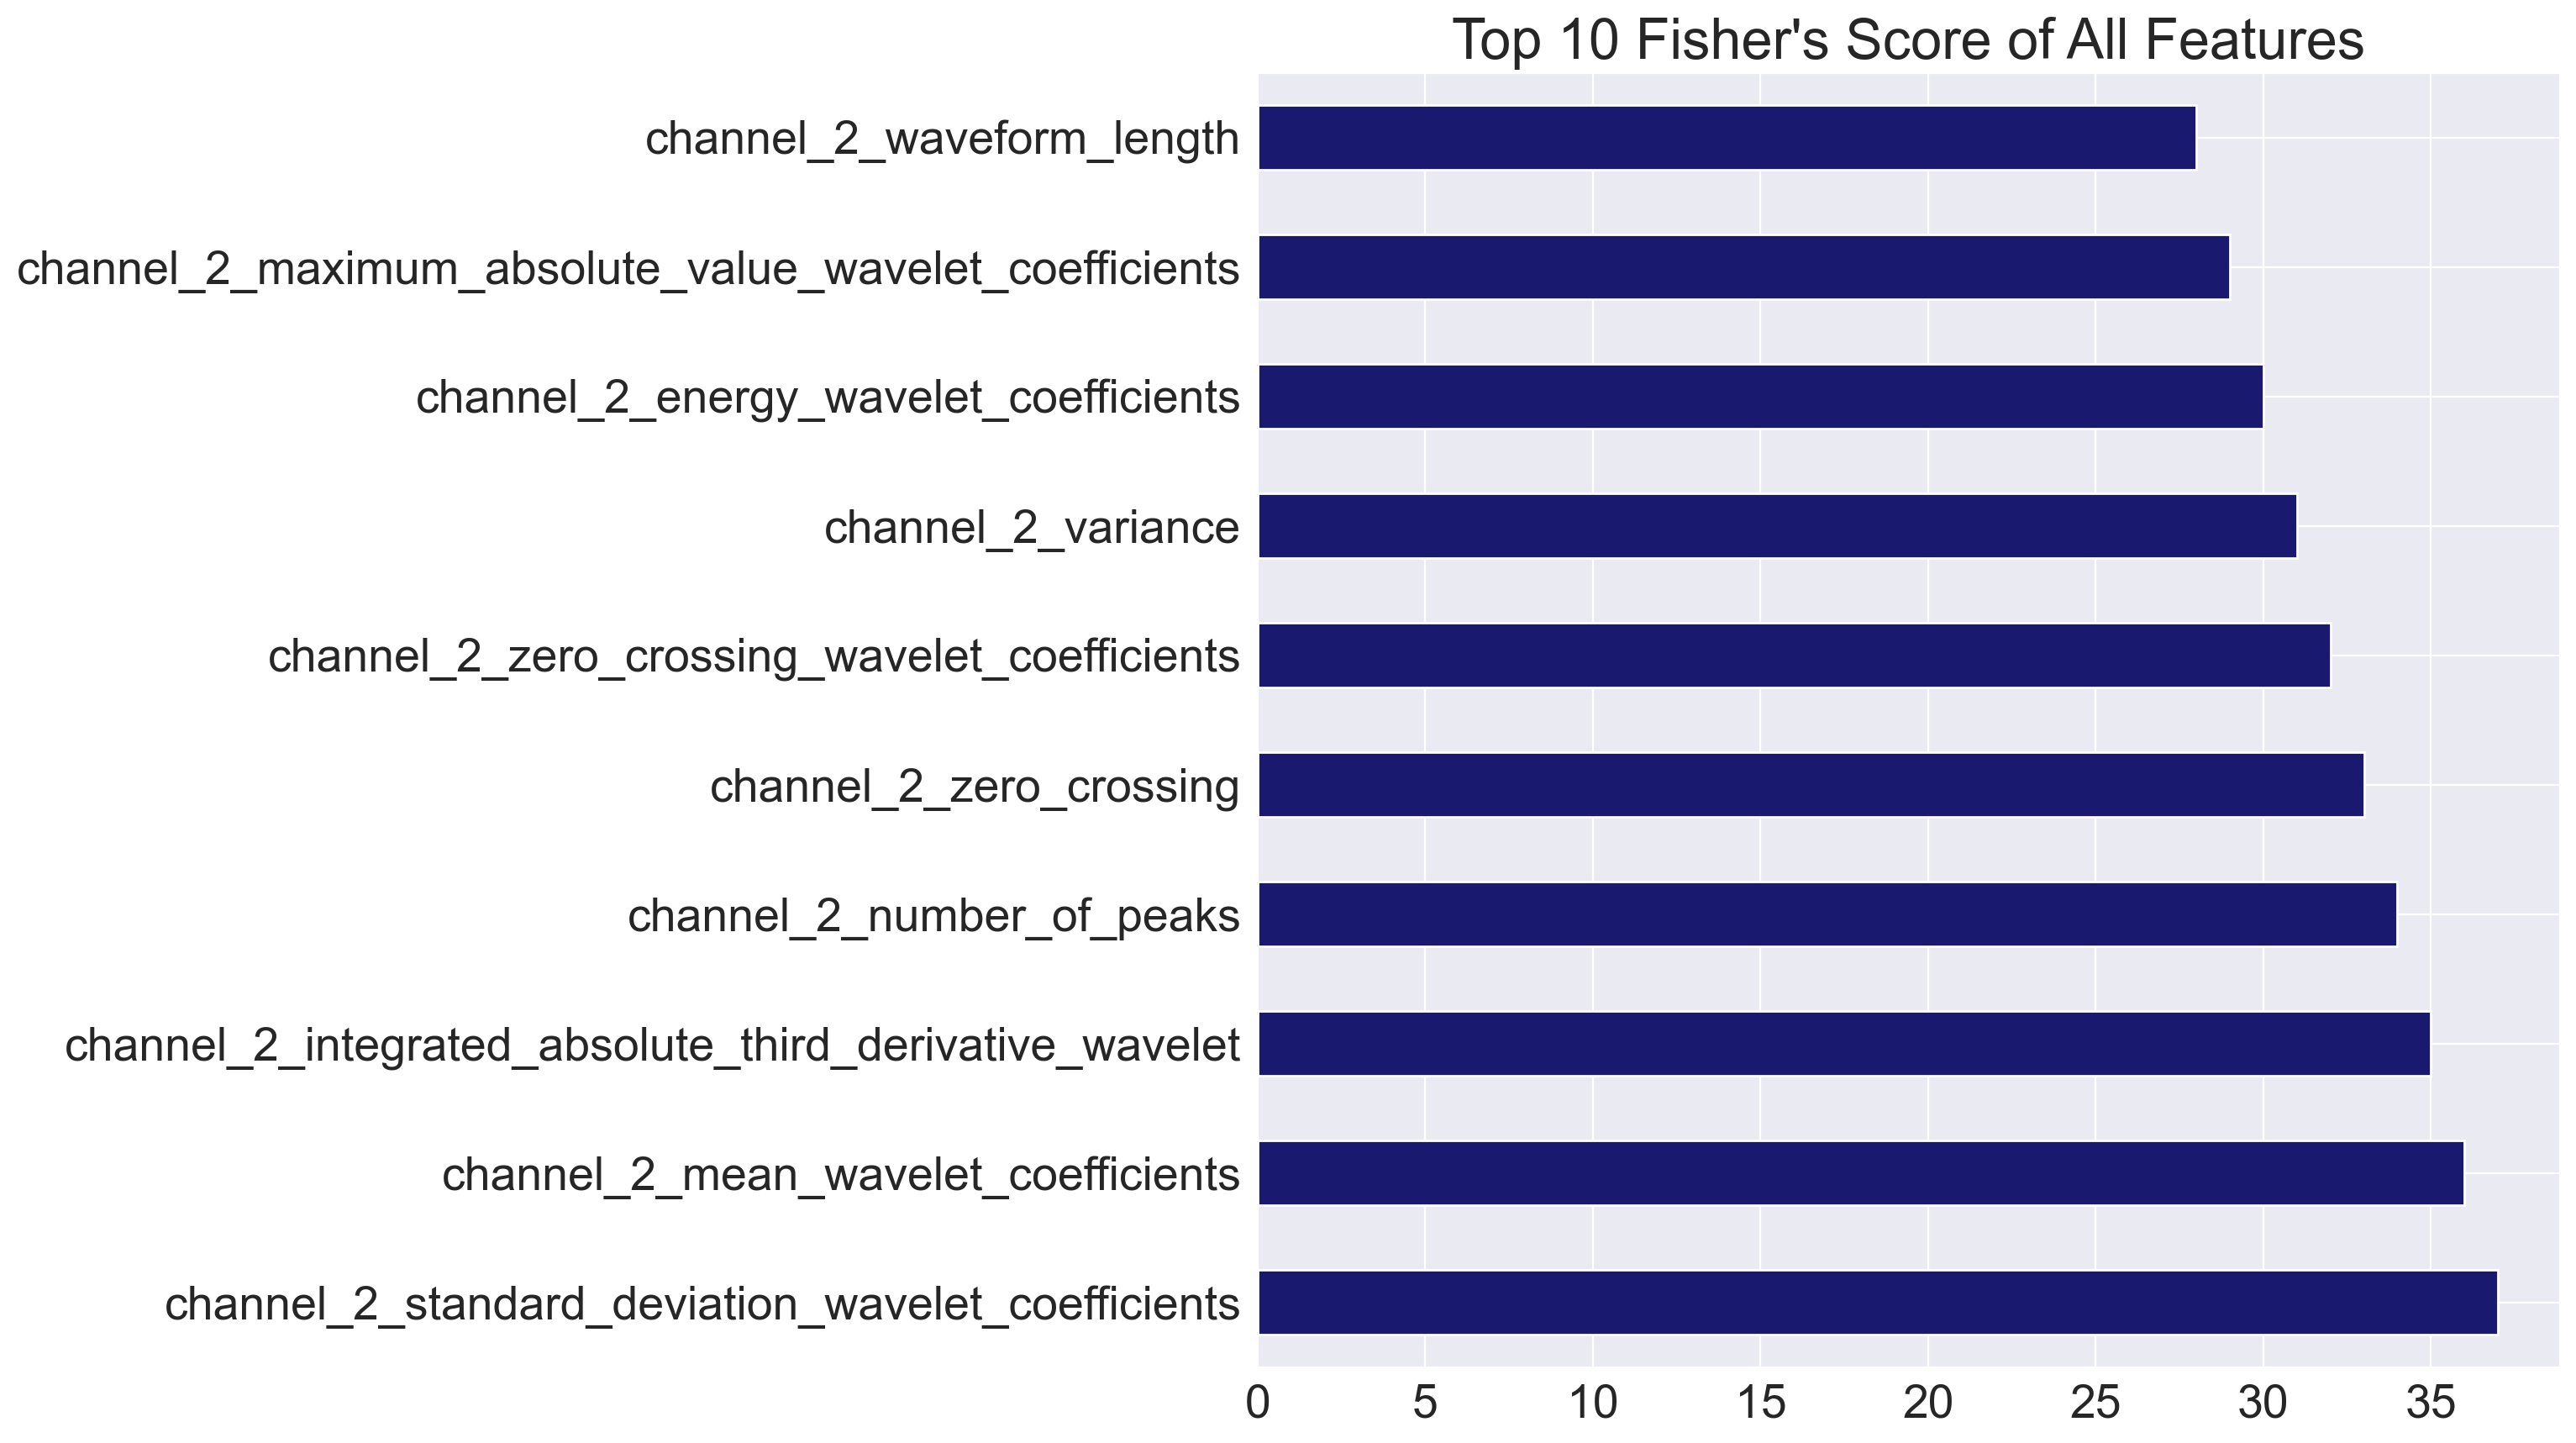 Top 10 Fisher's Score of All Features
channel_2_waveform_length
channel_2_maximum_absolute_value_wavelet_coefficients
channel_2_energy_wavelet_coefficients
channel_2_variance
channel_2_zero_crossing_wavelet_coefficients
channel_2_zero_crossing
channel_2_number_of_peaks
channel_2_integrated_absolute_third_derivative_wavelet
channel_2_mean_wavelet_coefficients
channel_2_standard_deviation_wavelet_coefficients
0 5 10 15 20 25 30 35